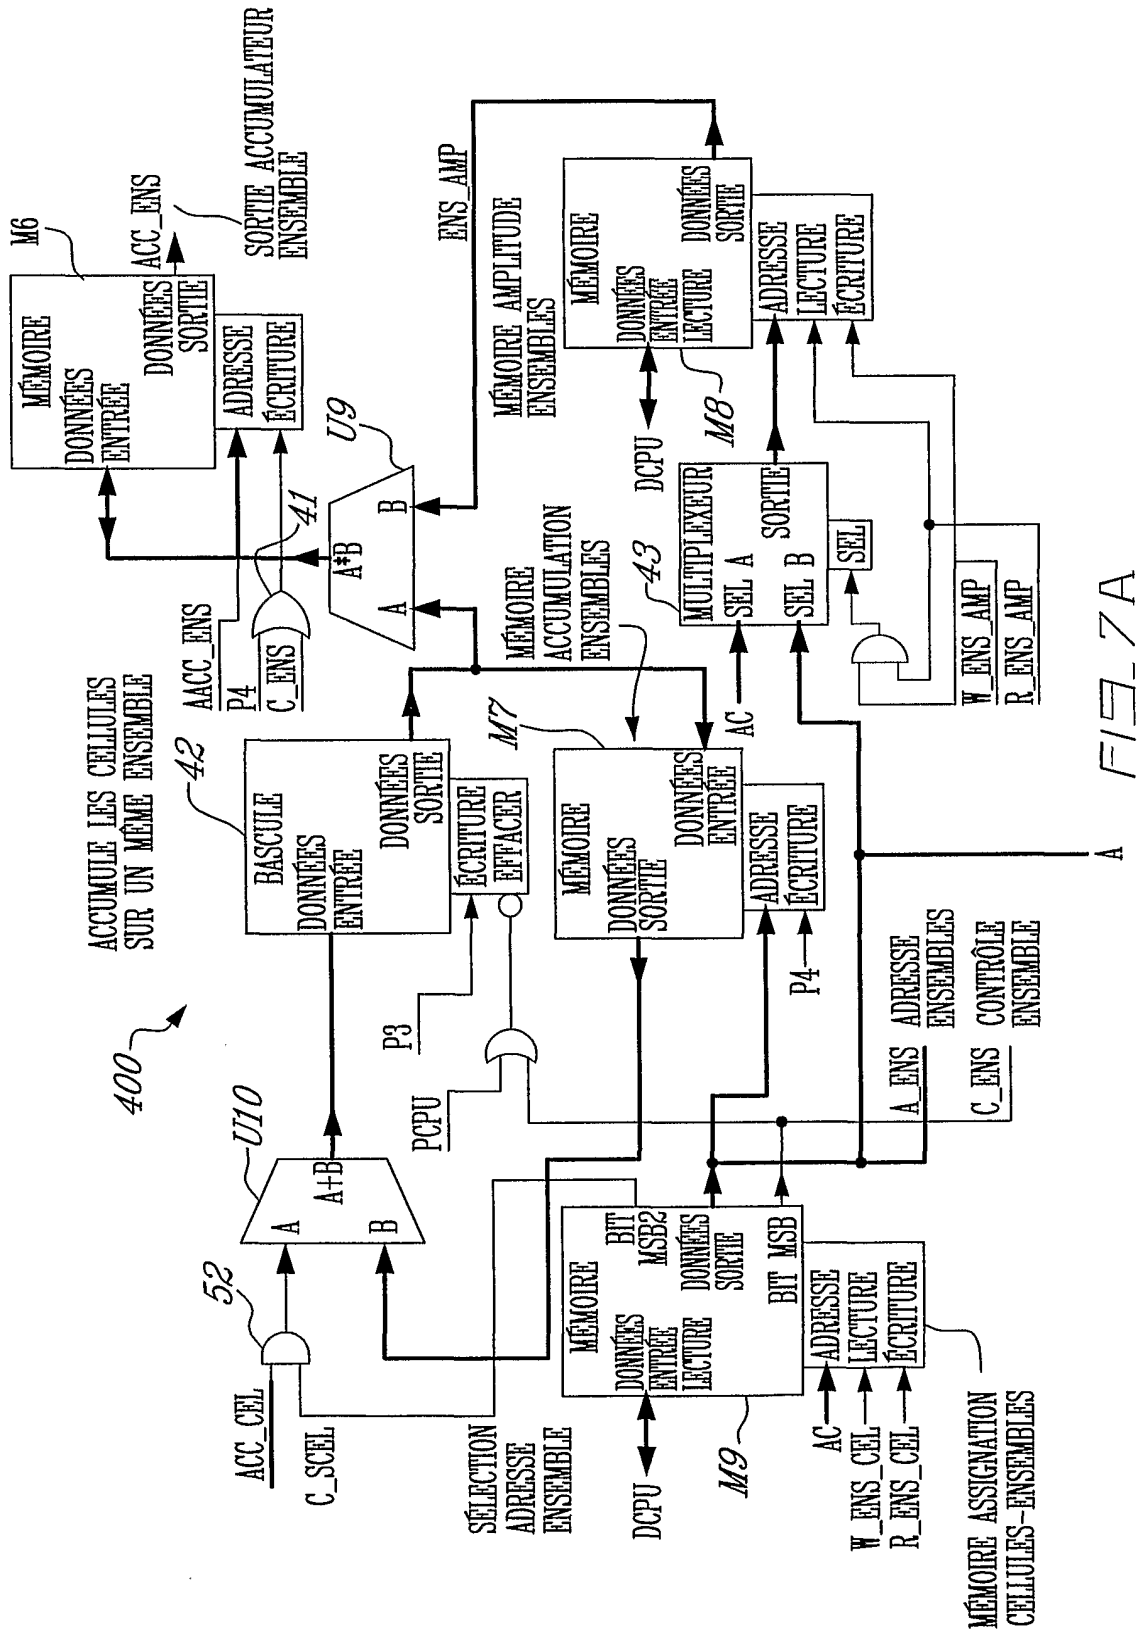 400
ACCUMULE LES CELLULES
SUR UN MÊME ENSEMBLE
M6
MÉMOIRE
DONNÉES
ENTRÉE
DONNÉES
SORTIE
ADRESSE
ÉCRITURE
ACC_ENS
SORTIE ACCUMULATEUR
ENSEMBLE
AACC_ENS
P4
C_ENS
41
U9
A*B
A
B
ENS_AMP
ACC_CEL
C_SCEL
52
U10
A
B
A+B
42
BASCULE
DONNÉES
ENTRÉE
DONNÉES
SORTIE
ÉCRITURE
EFFACER
P3
PCPU
MÉMOIRE
ACCUMULATION
ENSEMBLES
M7
MÉMOIRE
DONNÉES
SORTIE
DONNÉES
ENTRÉE
ADRESSE
ÉCRITURE
P4
MÉMOIRE AMPLITUDE
ENSEMBLES
MÉMOIRE
DONNÉES
ENTRÉE
LECTURE
DONNÉES
SORTIE
ADRESSE
LECTURE
ÉCRITURE
DCPU
M8
43
MULTIPLEXEUR
SEL A
SEL B
SORTIE
SEL
AC
W_ENS_AMP
R_ENS_AMP
SÉLECTION
ADRESSE
ENSEMBLE
DCPU
M9
MÉMOIRE
DONNÉES
ENTRÉE
LECTURE
BIT
MSB2
DONNÉES
SORTIE
BIT MSB
ADRESSE
LECTURE
ÉCRITURE
AC
W_ENS_CEL
R_ENS_CEL
MÉMOIRE ASSIGNATION
CELLULES-ENSEMBLES
A_ENS ADRESSE
ENSEMBLES
C_ENS CONTRÔLE
ENSEMBLE
A
FIG_7A